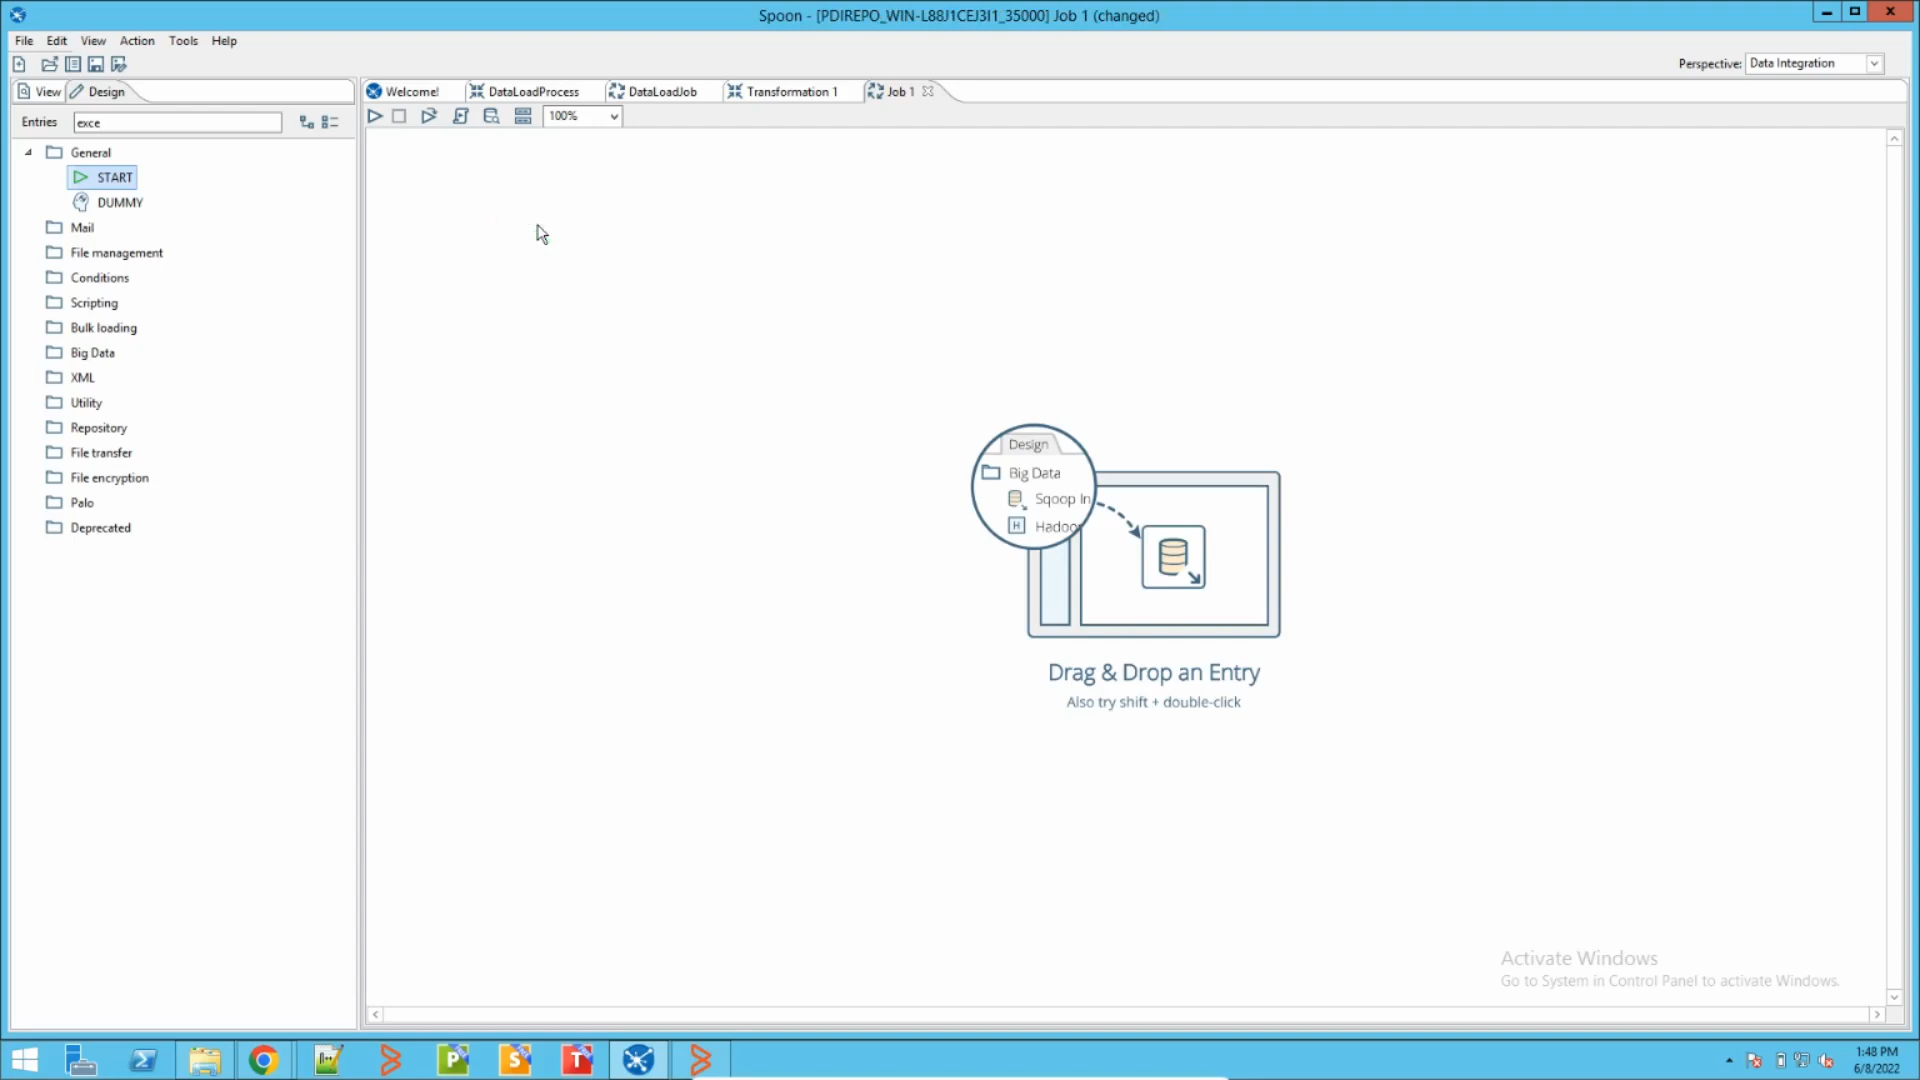 Spoon - [PDIREPO_WIN-L88J1CEJ3I1_35000] Job 1 (changed)
File Edit View Action Tools Help
Perspective: Data Integration
View Design
Welcome! DataLoadProcess DataLoadJob Transformation 1 Job 1
Entries exce
100%
General
START
DUMMY
Mail
File management
Conditions
Scripting
Bulk loading
Big Data
XML
Utility
Repository
File transfer
File encryption
Palo
Deprecated
Design
Big Data
Sqoop In
H Hadoop
Drag & Drop an Entry
Also try shift + double-click
Activate Windows
Go to System in Control Panel to activate Windows.
P S T
1:48 PM
6/8/2022